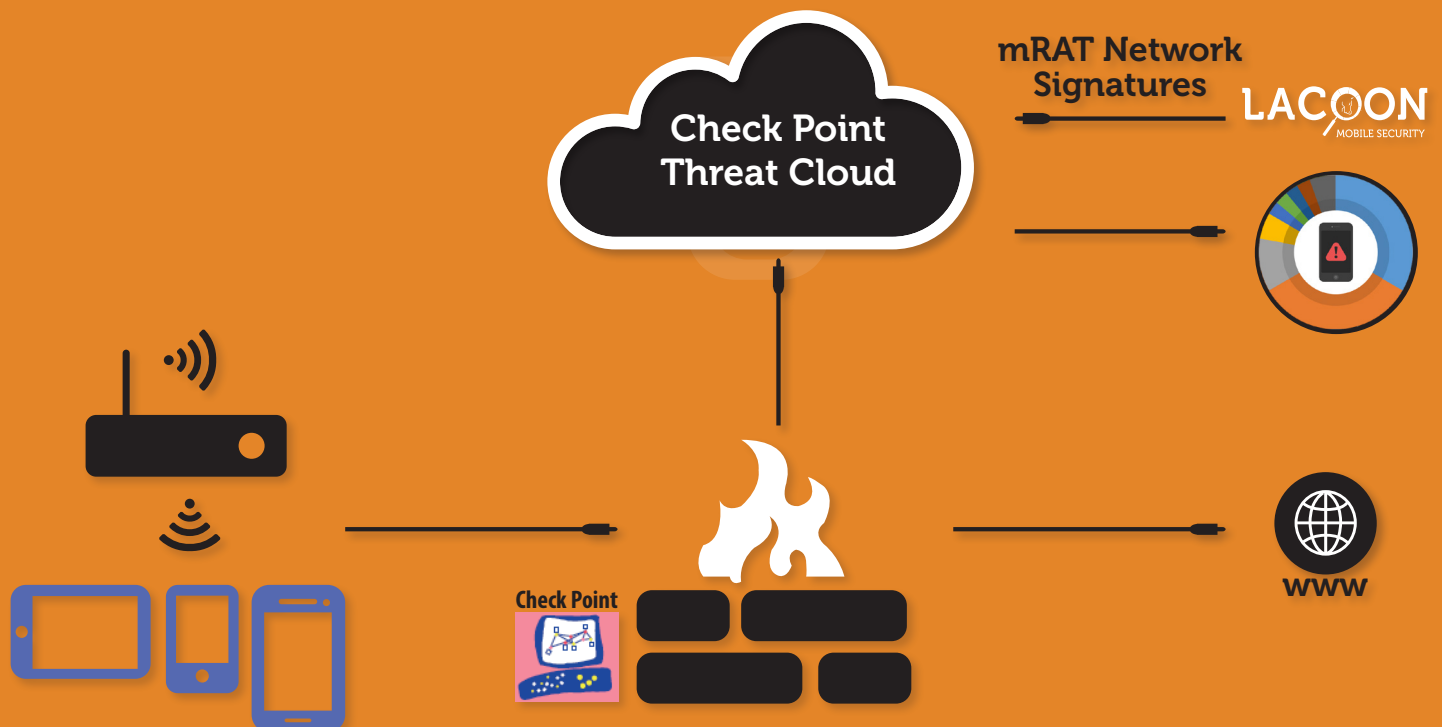 mRAT Network
Signatures
LACOON
MOBILE SECURITY
Check Point
Threat Cloud
Check Point
www